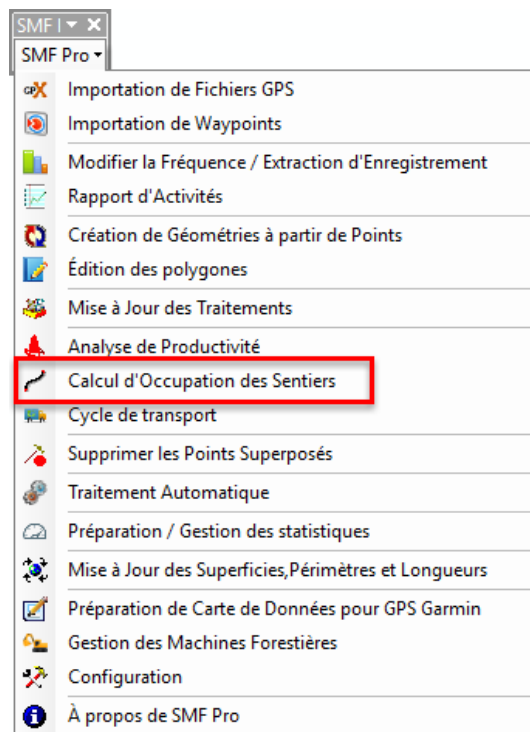 SMF I
SMF Pro
GPX Importation de Fichiers GPS
Importation de Waypoints
Modifier la Fréquence / Extraction d'Enregistrement
Rapport d'Activités
Création de Géométries à partir de Points
Édition des polygones
Mise à Jour des Traitements
Analyse de Productivité
Calcul d'Occupation des Sentiers
Cycle de transport
Supprimer les Points Superposés
Traitement Automatique
Préparation / Gestion des statistiques
Mise à Jour des Superficies,Périmètres et Longueurs
Préparation de Carte de Données pour GPS Garmin
Gestion des Machines Forestières
Configuration
À propos de SMF Pro